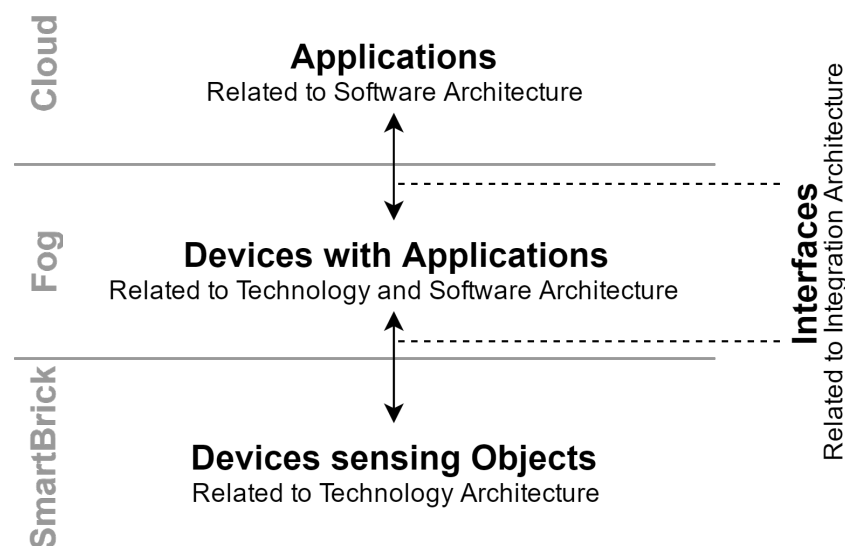 Cloud
Applications
Related to Software Architecture
Fog
Devices with Applications
Related to Technology and Software Architecture
SmartBrick
Devices sensing Objects
Related to Technology Architecture
Interfaces
Related to Integration Architecture